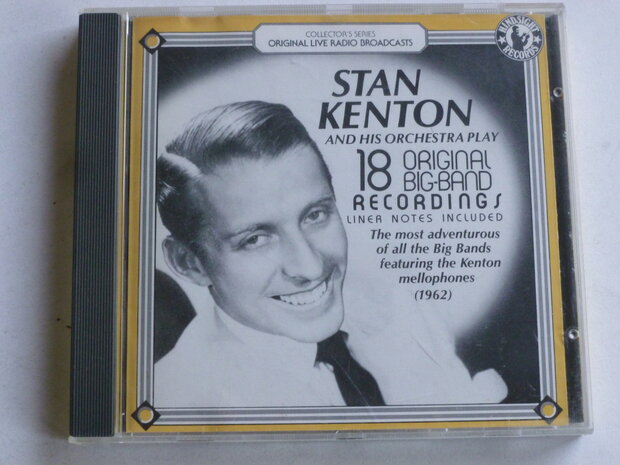 COLLECTOR'S SERIES
ORIGINAL LIVE RADIO BROADCASTS
HINDSIGHT
RECORDS
STAN
KENTON
AND HIS ORCHESTRA PLAY
18 ORIGINAL
BIG-BAND
RECORDINGS
LINER NOTES INCLUDED
The most adventurous
of all the Big Bands
featuring the Kenton
mellophones
(1962)